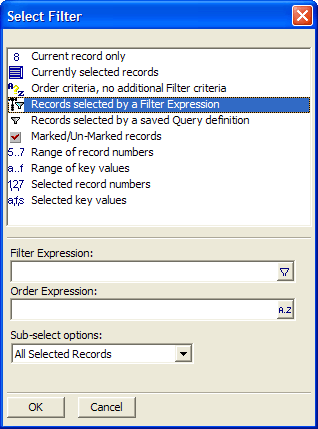 Select Filter
8 Current record only
Currently selected records
A? Z Order criteria, no additional Filter criteria
Records selected by a Filter Expression
Records selected by a saved Query definition
Marked/Un-Marked records
5..7 Range of record numbers
a..f Range of key values
1,2,7 Selected record numbers
a,f,s Selected key values
Filter Expression:
Order Expression:
A.Z
Sub-select options:
All Selected Records
OK Cancel